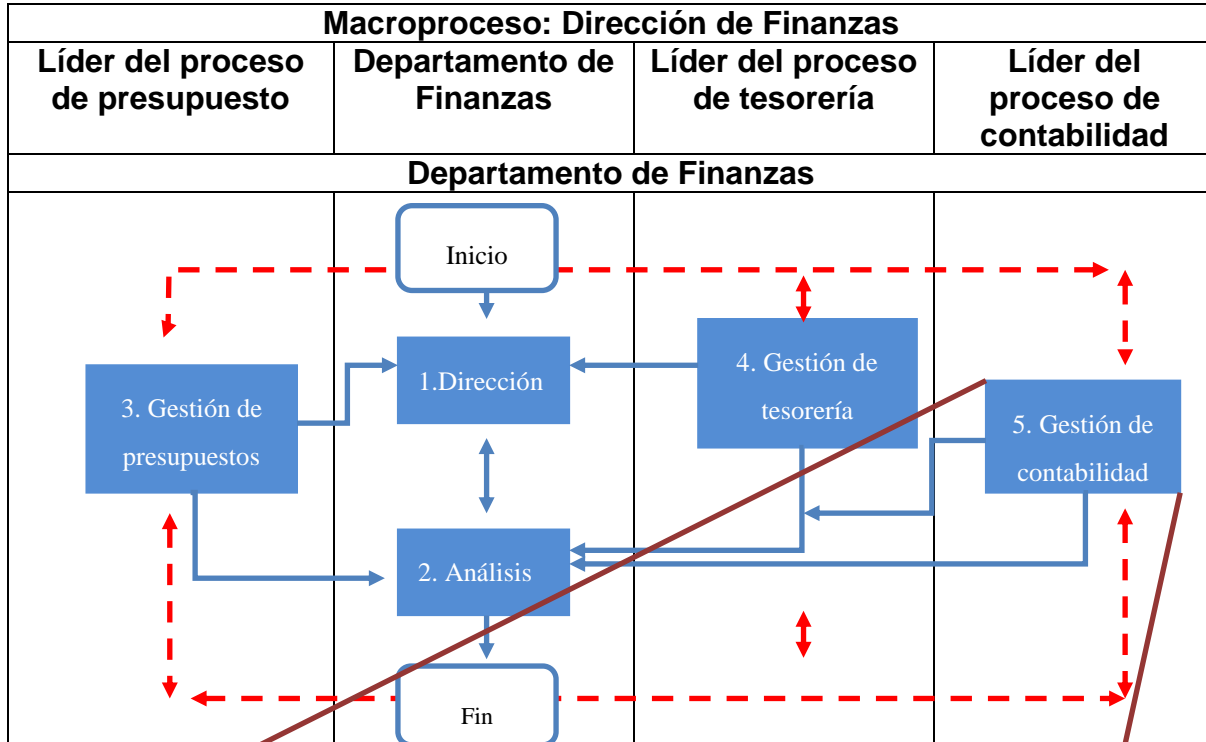 Macroproceso: Dirección de Finanzas
Líder del proceso
de presupuesto
Departamento de
Finanzas
Líder del proceso
de tesorería
Líder del
proceso de
contabilidad
Departamento de Finanzas
Inicio
1.Dirección
4. Gestión de
tesorería
3. Gestión de
presupuestos
5. Gestión de
contabilidad
2. Análisis
Fin